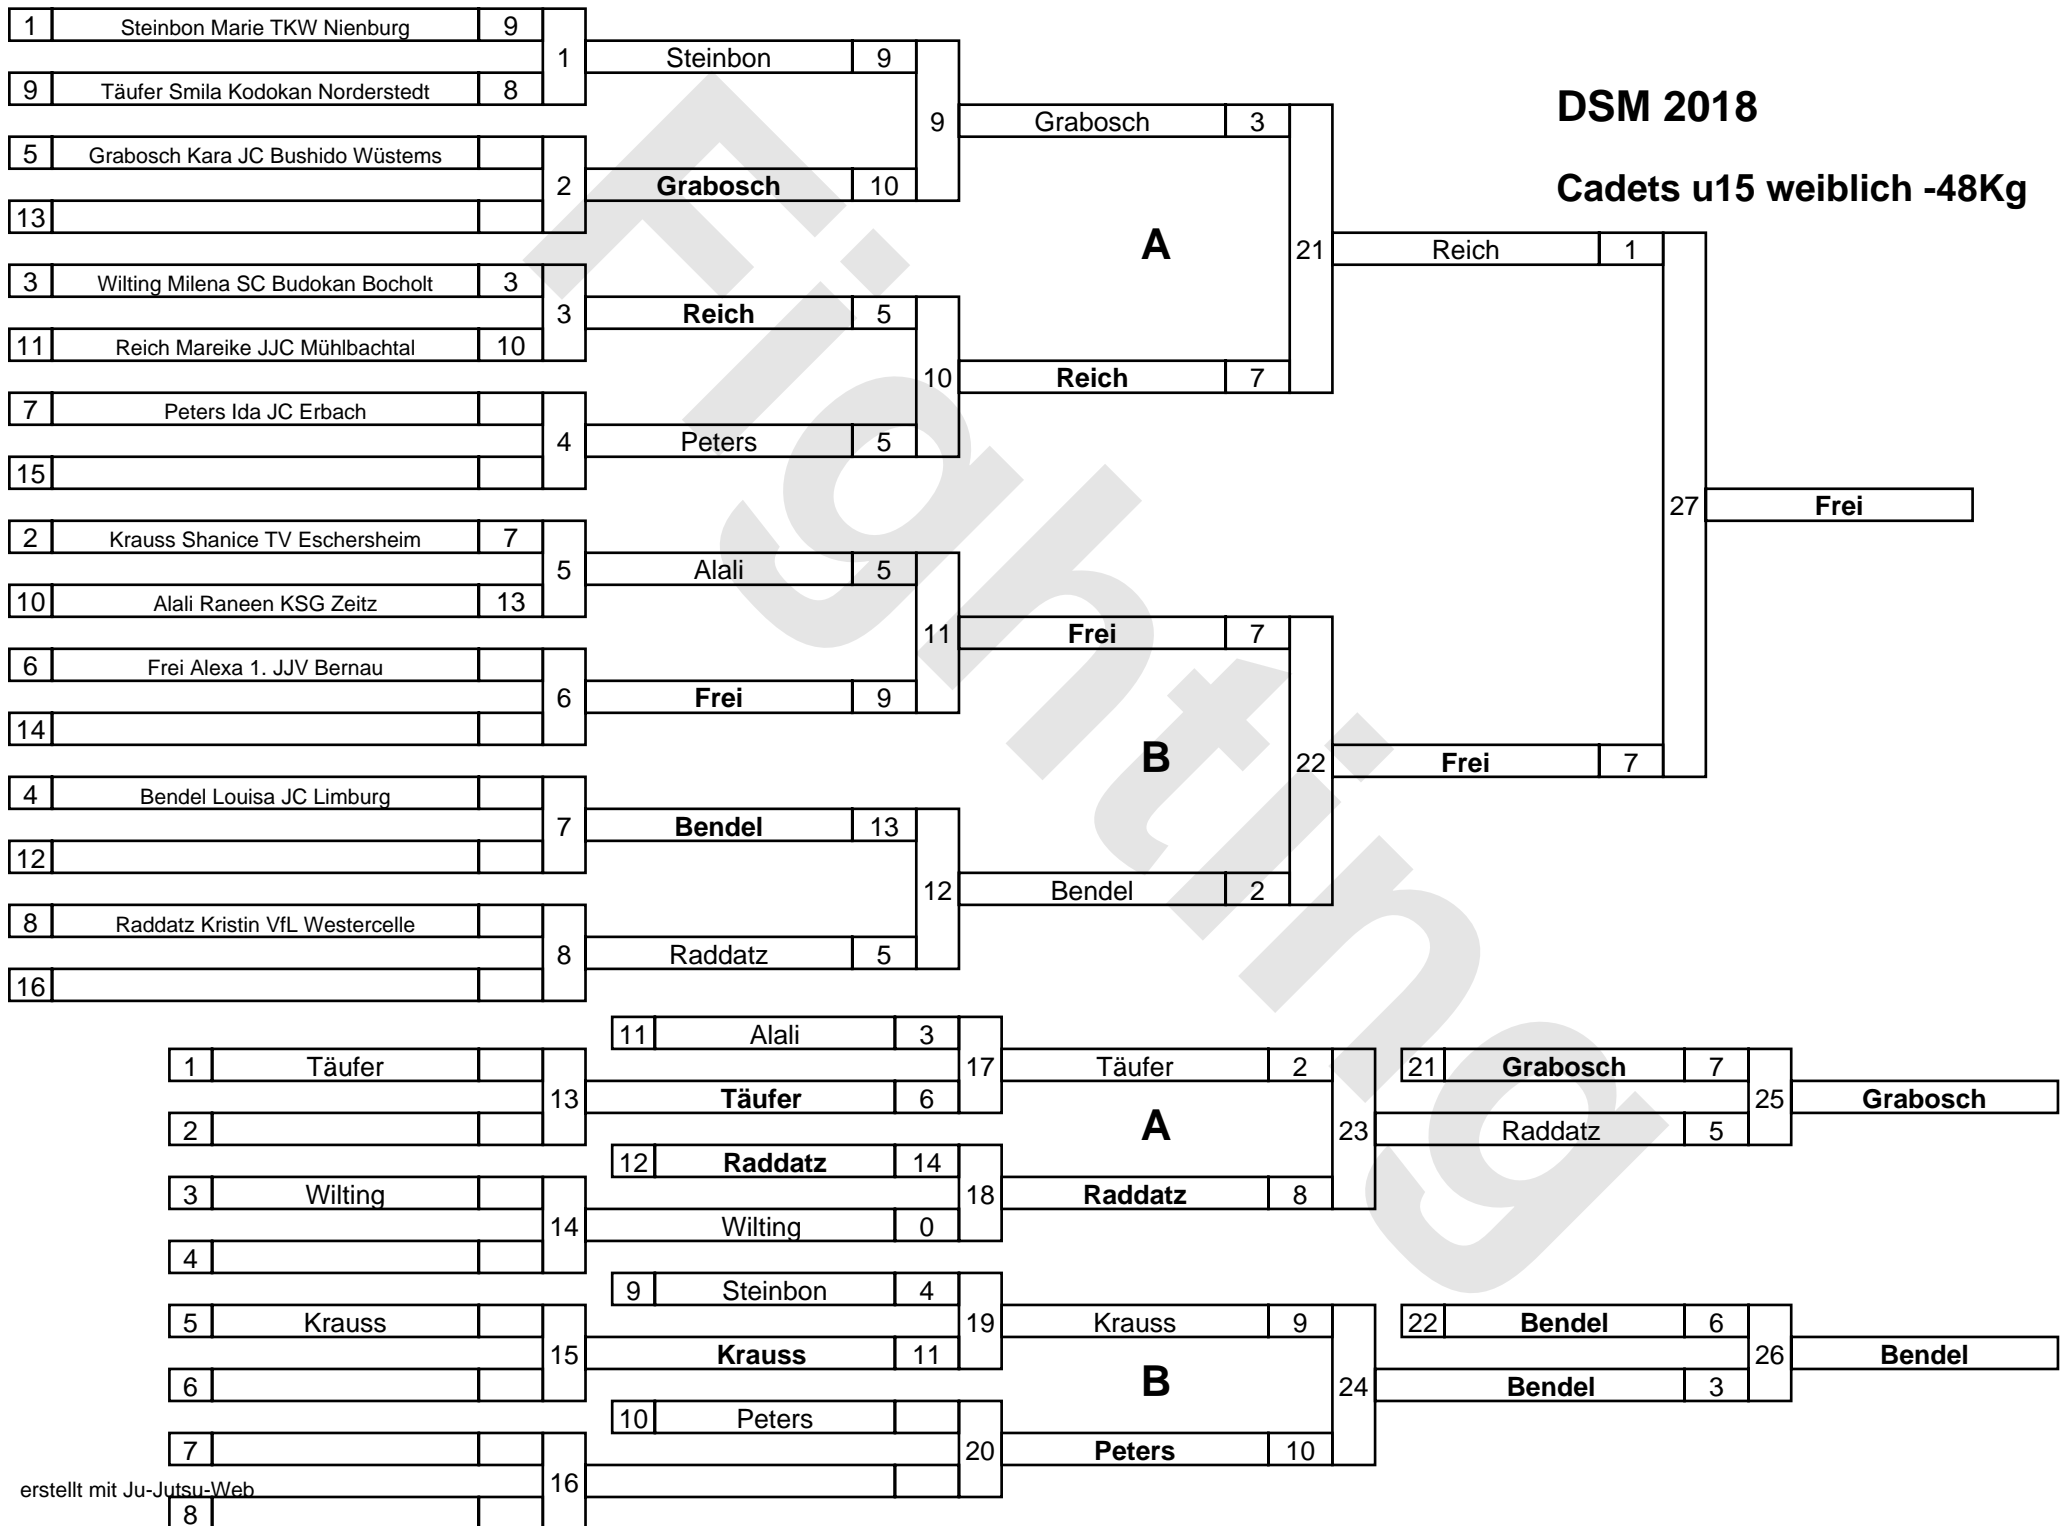 DSM 2018
Cadets u15 weiblich -48Kg
Fighting
1 Steinbon Marie TKW Nienburg 9
9 Täufer Smila Kodokan Norderstedt 8
1
5 Grabosch Kara JC Bushido Wüstems
13
2
3 Wilting Milena SC Budokan Bocholt 3
11 Reich Mareike JJC Mühlbachtal 10
3
7 Peters Ida JC Erbach
15
4
2 Krauss Shanice TV Eschersheim 7
10 Alali Raneen KSG Zeitz 13
5
6 Frei Alexa 1. JJV Bernau
14
6
4 Bendel Louisa JC Limburg
12
7
8 Raddatz Kristin VfL Westercelle
16
8
Steinbon 9
Grabosch 10
9
Reich 5
Peters 5
10
Alali 5
Frei 9
11
Bendel 13
Raddatz 5
12
Grabosch 3
A
Reich 7
21
Frei 7
B
Bendel 2
22
Reich 1
Frei 7
27
Frei
1 Täufer
2
13
3 Wilting
4
14
5 Krauss
6
15
7
8
16
11 Alali 3
Täufer 6
17
12 Raddatz 14
Wilting 0
18
9 Steinbon 4
Krauss 11
19
10 Peters
20
Täufer 2
A
Raddatz 8
23
Krauss 9
B
Peters 10
24
21 Grabosch 7
Raddatz 5
25
Grabosch
22 Bendel 6
Bendel 3
26
Bendel
erstellt mit Ju-Jutsu-Web